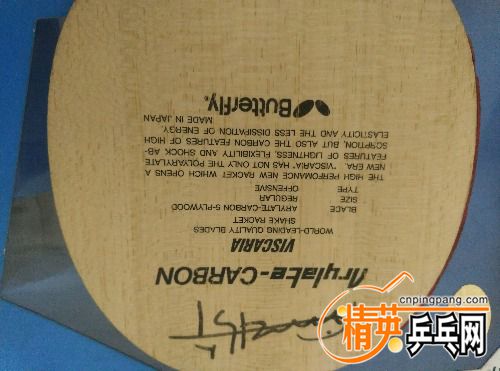 Arylate-CARBON
VISCARIA
WORLD-LEADING QUALITY BLADES
SHAKE RACKET
BLACE ARYLATE-CARBON 5-PLYWOOD
SIZE REGULAR
TYPE OFFENSIVE
THE HIGH PERFOMANCE NEW RACKET WHICH OPENS A
NEW ERA. 'VISCARIA' HAS NOT ONLY THE POLYARYLATE
FEATURES OF LIGHTNESS, FLEXIBILITY AND SHOCK AB-
SORPTION, BUT ALSO THE CARBON FEATURES OF HIGH
ELASTICITY AND THE LESS DISSIPATION OF ENERGY.
MADE IN JAPAN
Butterfly.
cnpingpang.com
精英乒乓网